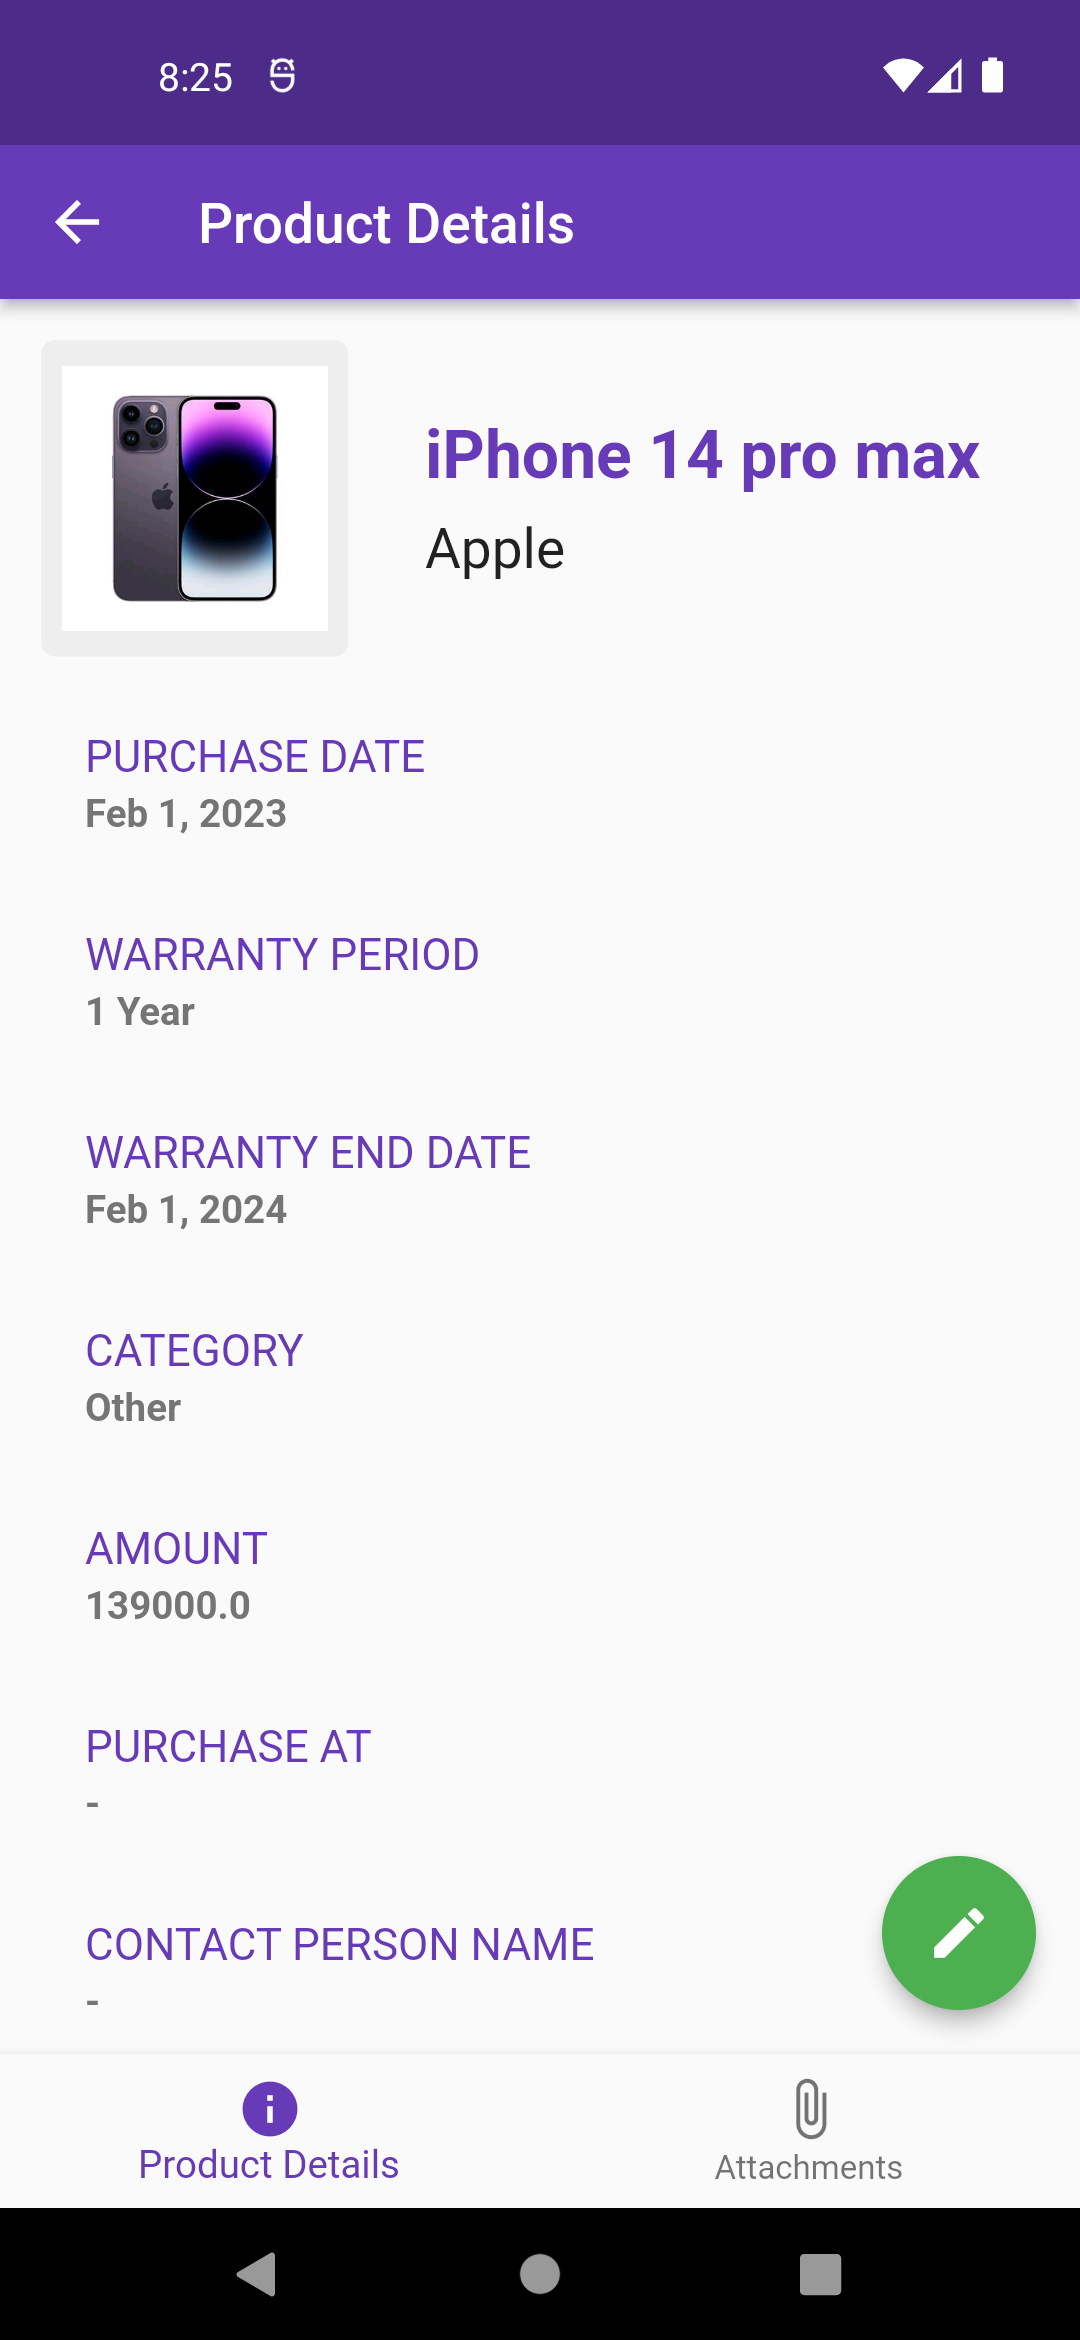 8:25
Product Details
iPhone 14 pro max
Apple
PURCHASE DATE
Feb 1, 2023
WARRANTY PERIOD
1 Year
WARRANTY END DATE
Feb 1, 2024
CATEGORY
Other
AMOUNT
139000.0
PURCHASE AT
-
CONTACT PERSON NAME
-
Product Details
Attachments